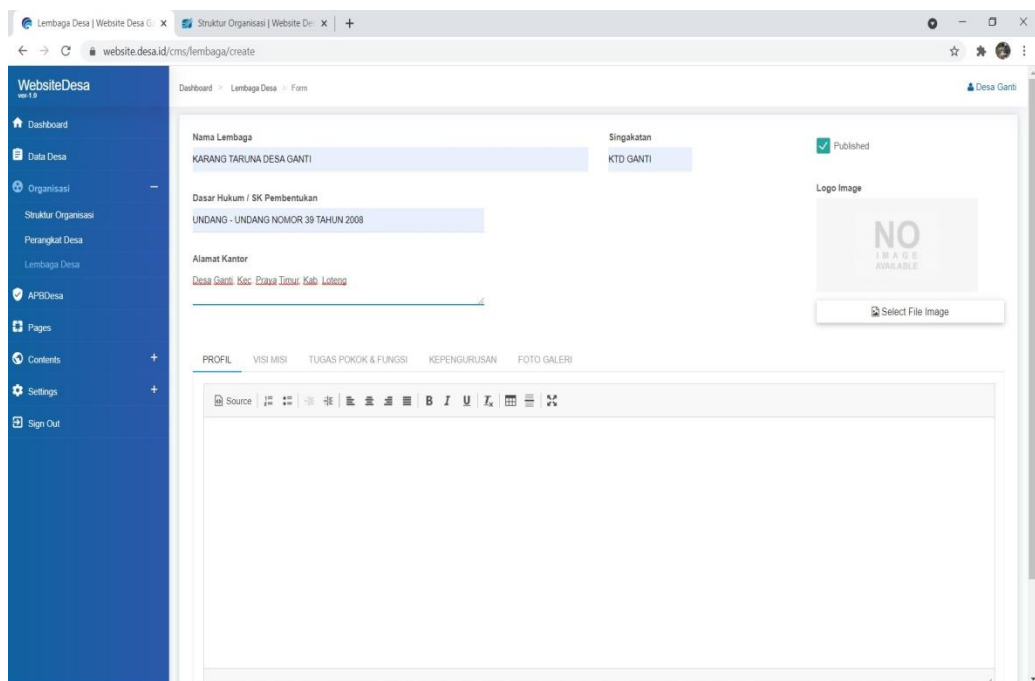 Lembaga Desa | Website Desa G
Struktur Organisasi | Website De
website.desa.id/cms/lembaga/create
WebsiteDesa
ver-1.0
Dashboard > Lembaga Desa > Form
Desa Ganti
Dashboard
Data Desa
Organisasi
Struktur Organisasi
Perangkat Desa
Lembaga Desa
APBDesa
Pages
Contents
Settings
Sign Out
Nama Lembaga
KARANG TARUNA DESA GANTI
Singakatan
KTD GANTI
Published
Dasar Hukum / SK Pembentukan
UNDANG - UNDANG NOMOR 39 TAHUN 2008
Logo Image
NO
IMAGE
AVAILABLE
Select File Image
Alamat Kantor
Desa Ganti, Kec. Praya Timur, Kab. Loteng
PROFIL VISI MISI TUGAS POKOK & FUNGSI KEPENGURUSAN FOTO GALERI
Source B I U Ix